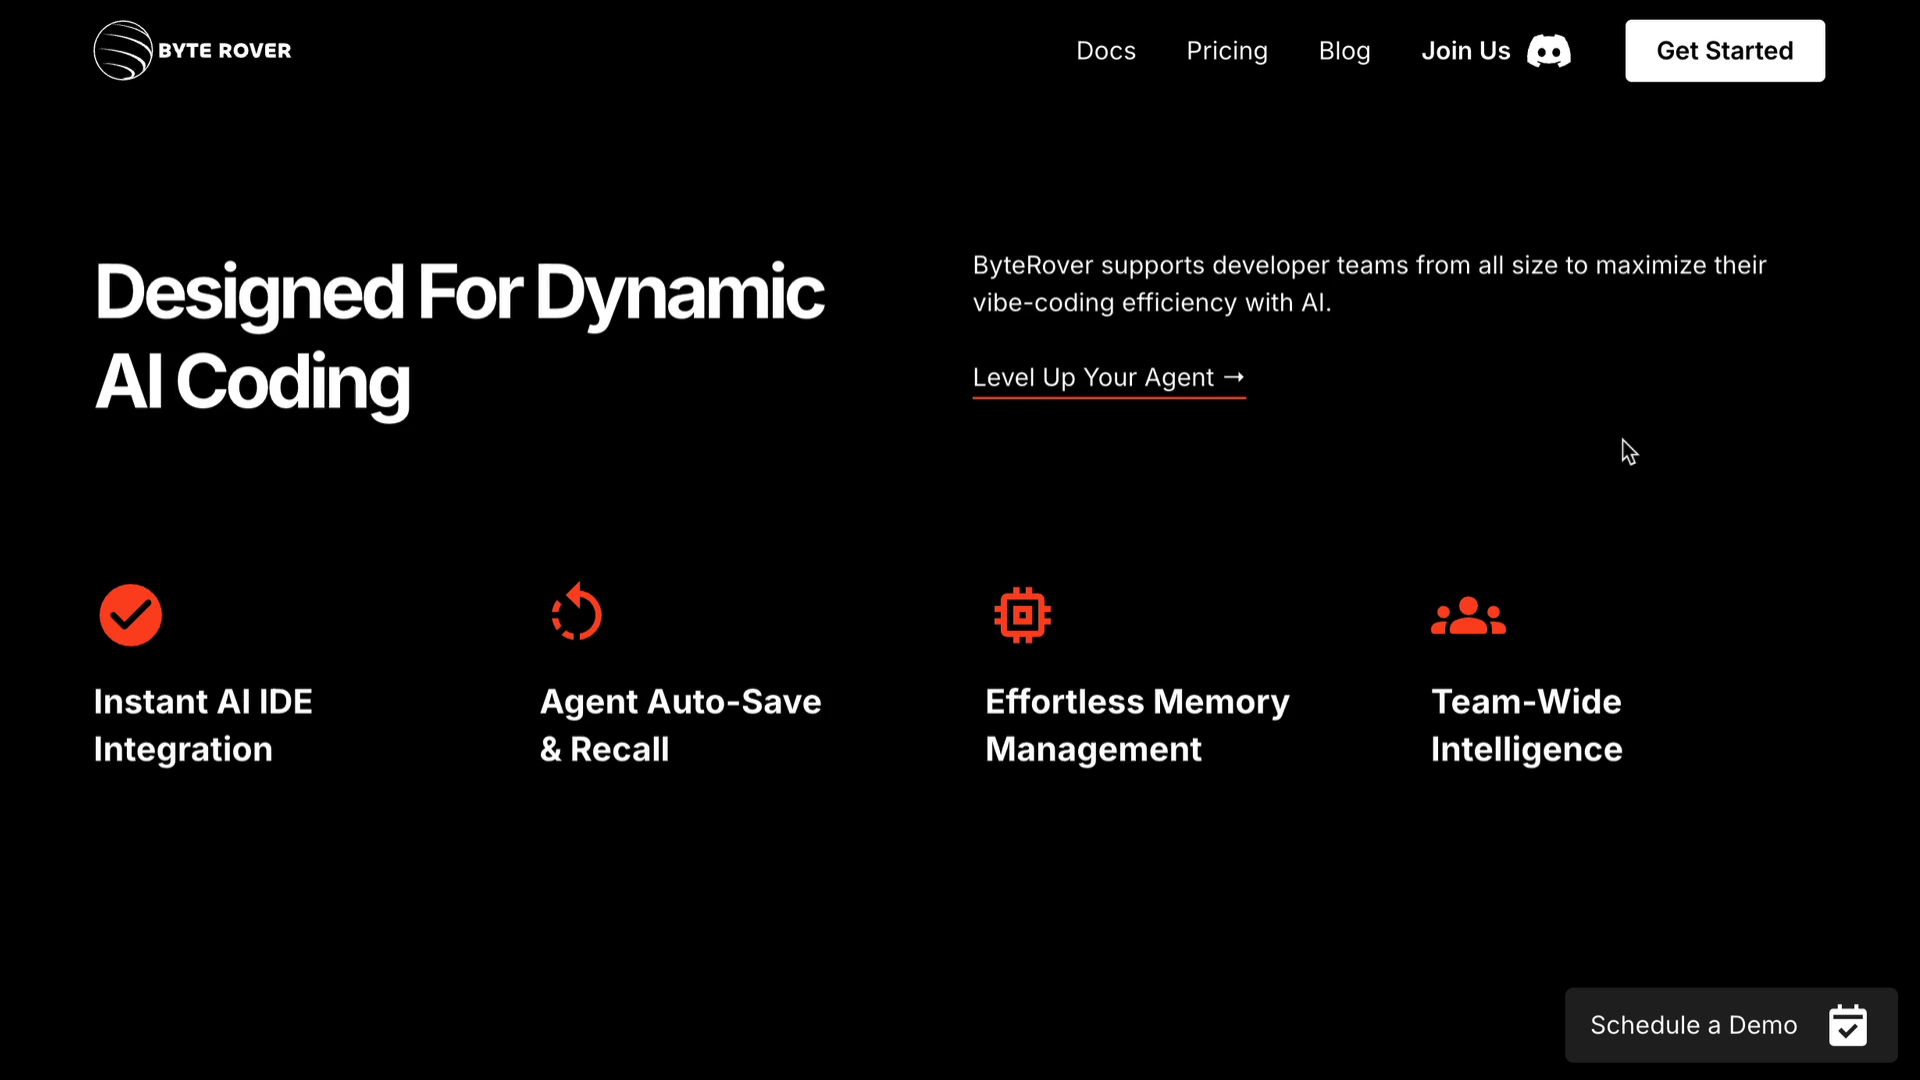 BYTE ROVER
Docs
Pricing
Blog
Join Us
Get Started
Designed For Dynamic
AI Coding
ByteRover supports developer teams from all size to maximize their
vibe-coding efficiency with AI.
Level Up Your Agent →
Instant AI IDE
Integration
Agent Auto-Save
& Recall
Effortless Memory
Management
Team-Wide
Intelligence
Schedule a Demo